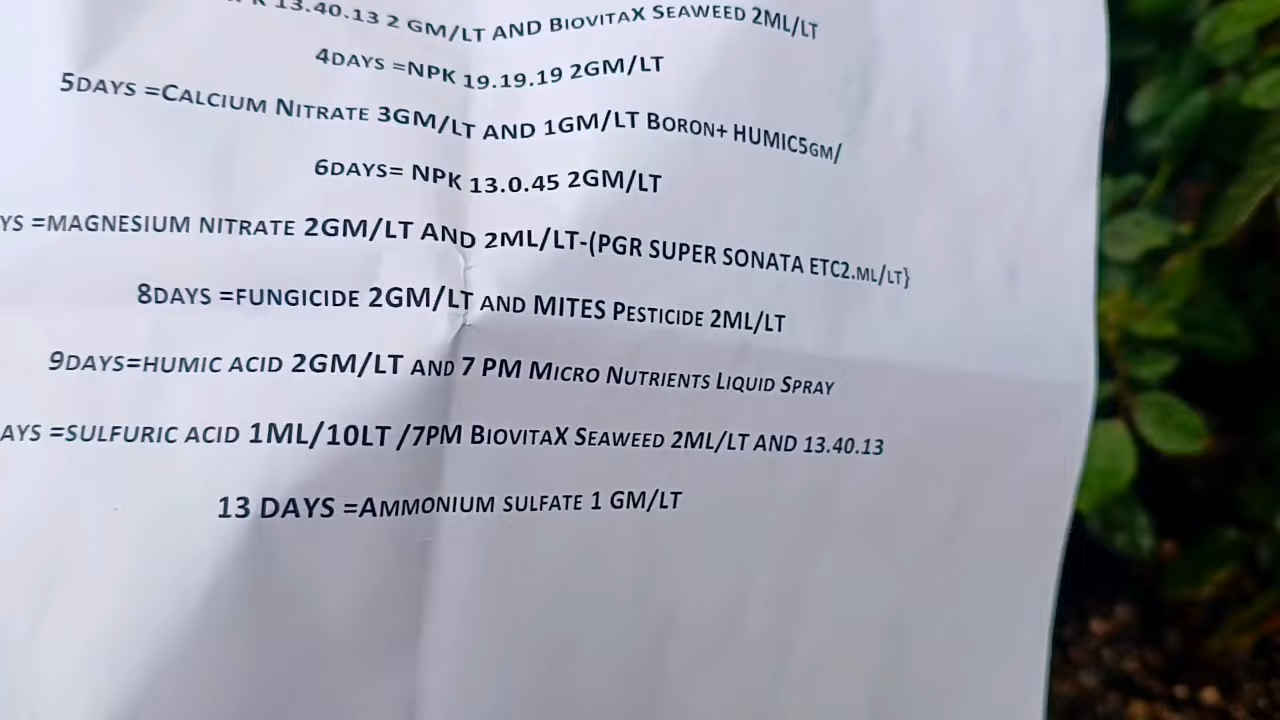 13.40.13 2 GM/LT AND BIOVITAX SEAWEED 2ML/LT
4DAYS =NPK 19.19.19 2GM/LT
5DAYS =CALCIUM NITRATE 3GM/LT AND 1GM/LT BORON+ HUMIC5GM/
6DAYS= NPK 13.0.45 2GM/LT
YS =MAGNESIUM NITRATE 2GM/LT AND 2ML/LT-(PGR SUPER SONATA ETC2.ML/LT}
8DAYS =FUNGICIDE 2GM/LT AND MITES PESTICIDE 2ML/LT
9DAYS=HUMIC ACID 2GM/LT AND 7 PM MICRO NUTRIENTS LIQUID SPRAY
AYS =SULFURIC ACID 1ML/10LT /7PM BIOVITAX SEAWEED 2ML/LT AND 13.40.13
13 DAYS =AMMONIUM SULFATE 1 GM/LT